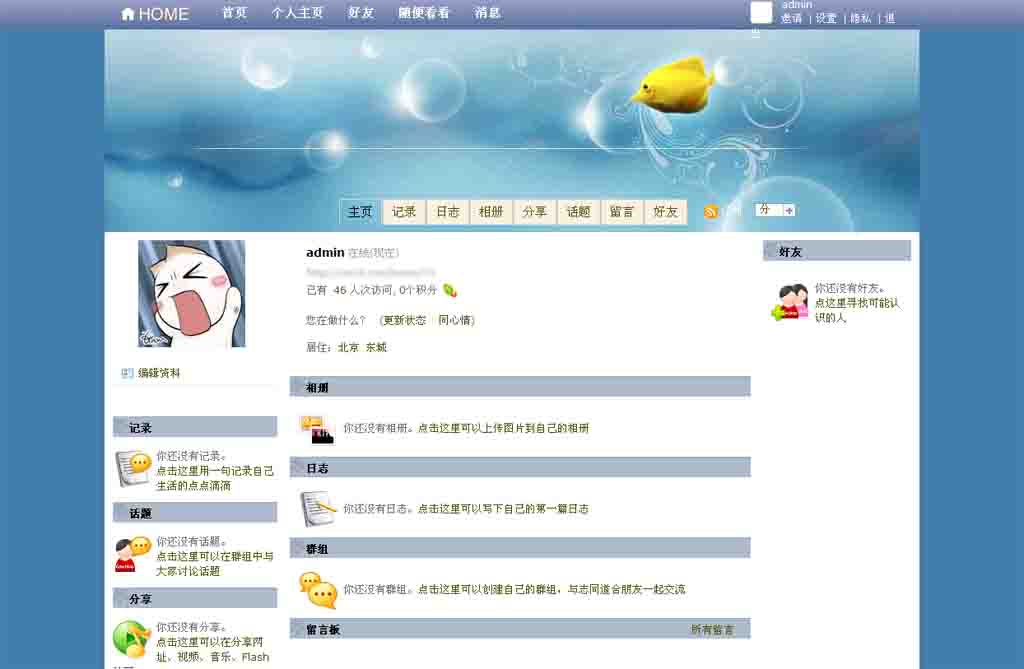 HOME 首页 个人主页 好友 随便看看 消息
admin
邀请 | 设置 | 隐私 | 退
出
主页 记录 日志 相册 分享 话题 留言 好友
分
admin 在线(现在)
已有 46 人次访问, 0个积分
您在做什么? (更新状态 同心情)
居住: 北京 东城
编辑资料
记录
你还没有记录。
点击这里用一句记录自己
生活的点点滴滴
话题
你还没有话题。
点击这里可以在群组中与
大家讨论话题
分享
你还没有分享。
点击这里可以在分享网
址、视频、音乐、Flash
相册
你还没有相册。点击这里可以上传图片到自己的相册
日志
你还没有日志。点击这里可以写下自己的第一篇日志
群组
你还没有群组。点击这里可以创建自己的群组，与志同道合朋友一起交流
留言板 所有留言
好友
你还没有好友。
点这里寻找可能认
识的人